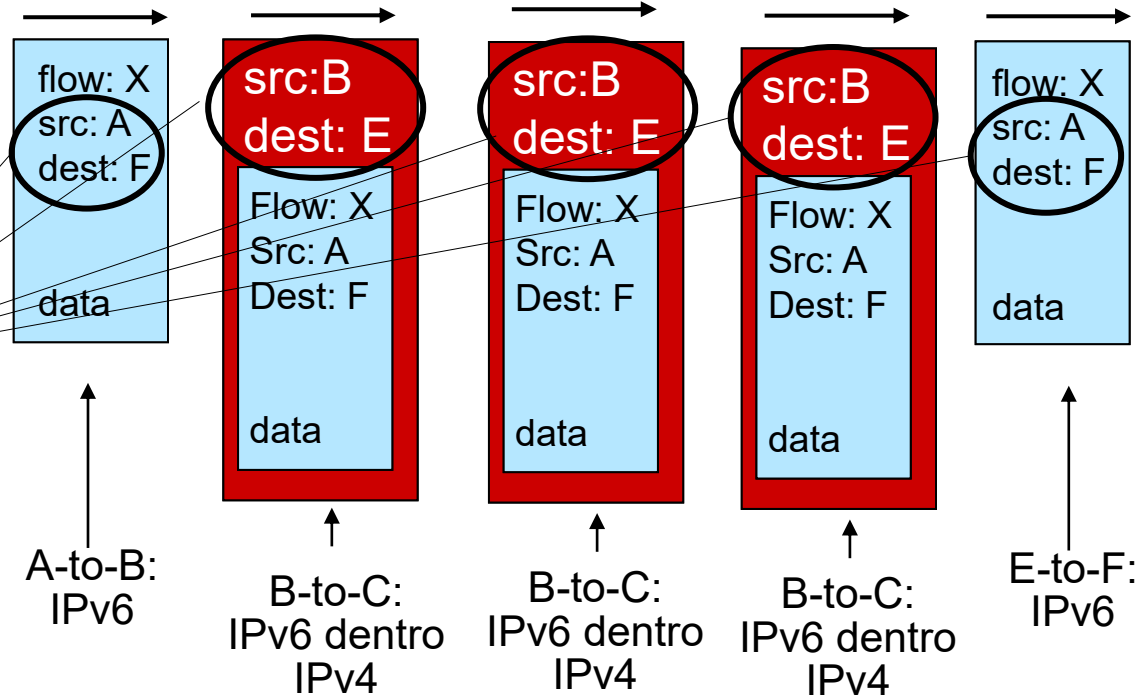 flow: X
src: A
dest: F
data
src:B
dest: E
Flow: X
Src: A
Dest: F
data
src:B
dest: E
Flow: X
Src: A
Dest: F
data
src:B
dest: E
Flow: X
Src: A
Dest: F
flow: X
src: A
dest: F
data
A-to-B:
IPv6
B-to-C:
IPv6 dentro
IPv4
B-to-C:
IPv6 dentro
IPv4
B-to-C:
IPv6 dentro
IPv4
E-to-F:
IPv6